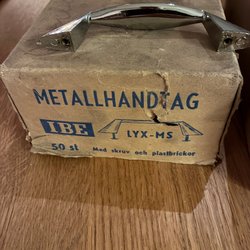 METALLHANDTAG
IBE LYX-MS
50 st Med skruv och plastbrickor